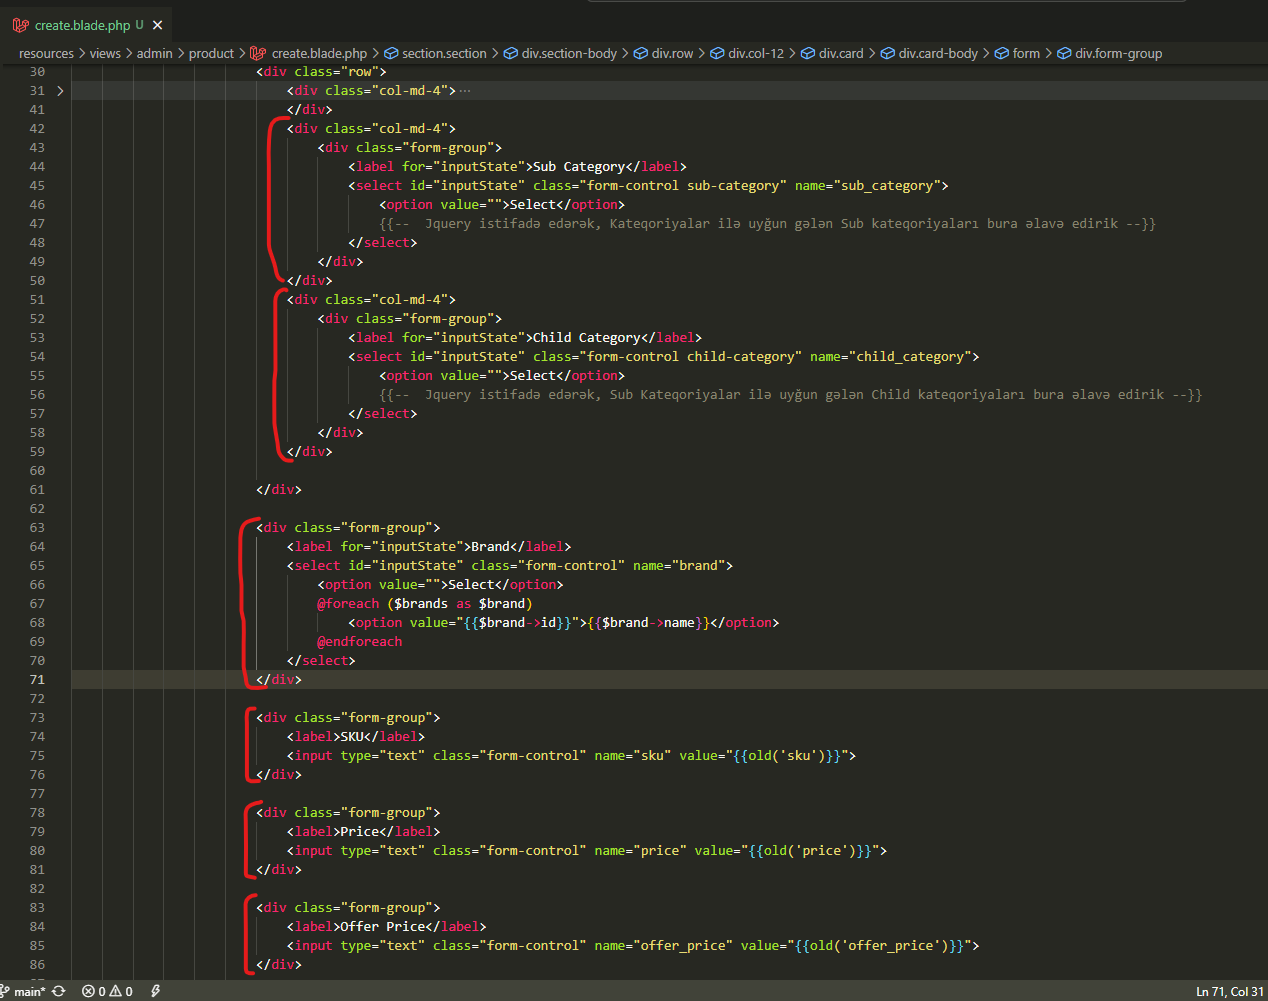 create.blade.php U ×
resources > views > admin > product > create.blade.php > section.section > div.section-body > div.row > div.col-12 > div.card > div.card-body > form > div.form-group
30 <div class="row">
31 > <div class="col-md-4"> ···
41 </div>
42 <div class="col-md-4">
43 <div class="form-group">
44 <label for="inputState">Sub Category</label>
45 <select id="inputState" class="form-control sub-category" name="sub_category">
46 <option value="">Select</option>
47 {{--  Jquery istifadə edərək, Kateqoriyalar ilə uyğun gələn Sub kateqoriyaları bura əlavə edirik --}}
48 </select>
49 </div>
50 </div>
51 <div class="col-md-4">
52 <div class="form-group">
53 <label for="inputState">Child Category</label>
54 <select id="inputState" class="form-control child-category" name="child_category">
55 <option value="">Select</option>
56 {{--  Jquery istifadə edərək, Sub Kateqoriyalar ilə uyğun gələn Child kateqoriyaları bura əlavə edirik --}}
57 </select>
58 </div>
59 </div>
60
61 </div>
62
63 <div class="form-group">
64 <label for="inputState">Brand</label>
65 <select id="inputState" class="form-control" name="brand">
66 <option value="">Select</option>
67 @foreach ($brands as $brand)
68 <option value="{{$brand->id}}">{{$brand->name}}</option>
69 @endforeach
70 </select>
71 </div>
72
73 <div class="form-group">
74 <label>SKU</label>
75 <input type="text" class="form-control" name="sku" value="{{old('sku')}}">
76 </div>
77
78 <div class="form-group">
79 <label>Price</label>
80 <input type="text" class="form-control" name="price" value="{{old('price')}}">
81 </div>
82
83 <div class="form-group">
84 <label>Offer Price</label>
85 <input type="text" class="form-control" name="offer_price" value="{{old('offer_price')}}">
86 </div>
main* 0 0 Ln 71, Col 31